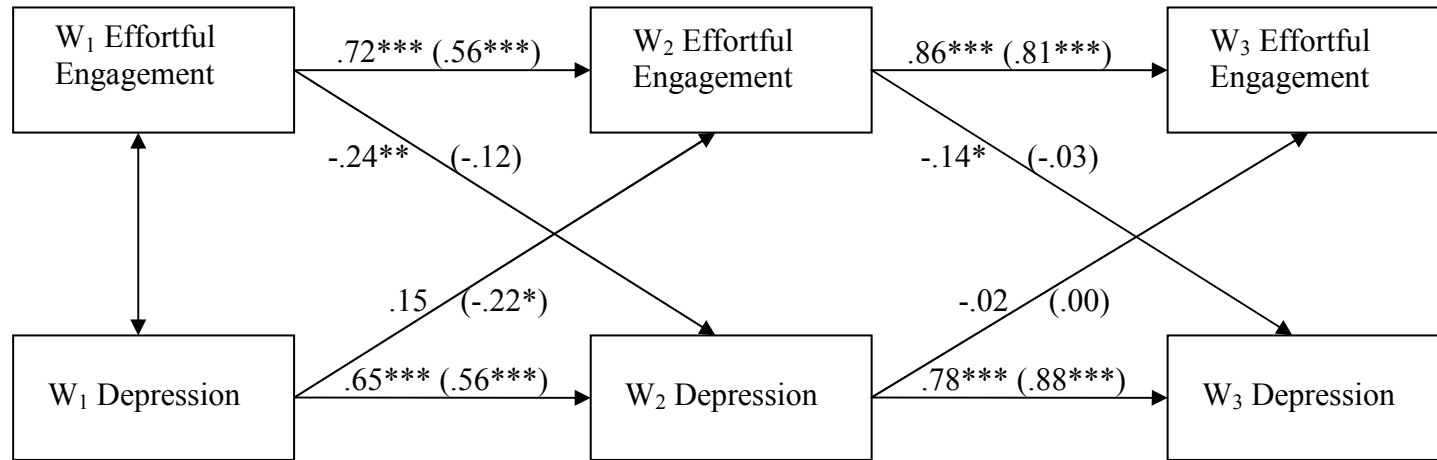 W₁ Effortful
Engagement
.72*** (.56***)
W₂ Effortful
Engagement
.86*** (.81***)
W₃ Effortful
Engagement
-.24** (-.12)
-.14* (-.03)
.15 (-.22*)
-.02 (.00)
W₁ Depression
.65*** (.56***)
W₂ Depression
.78*** (.88***)
W₃ Depression